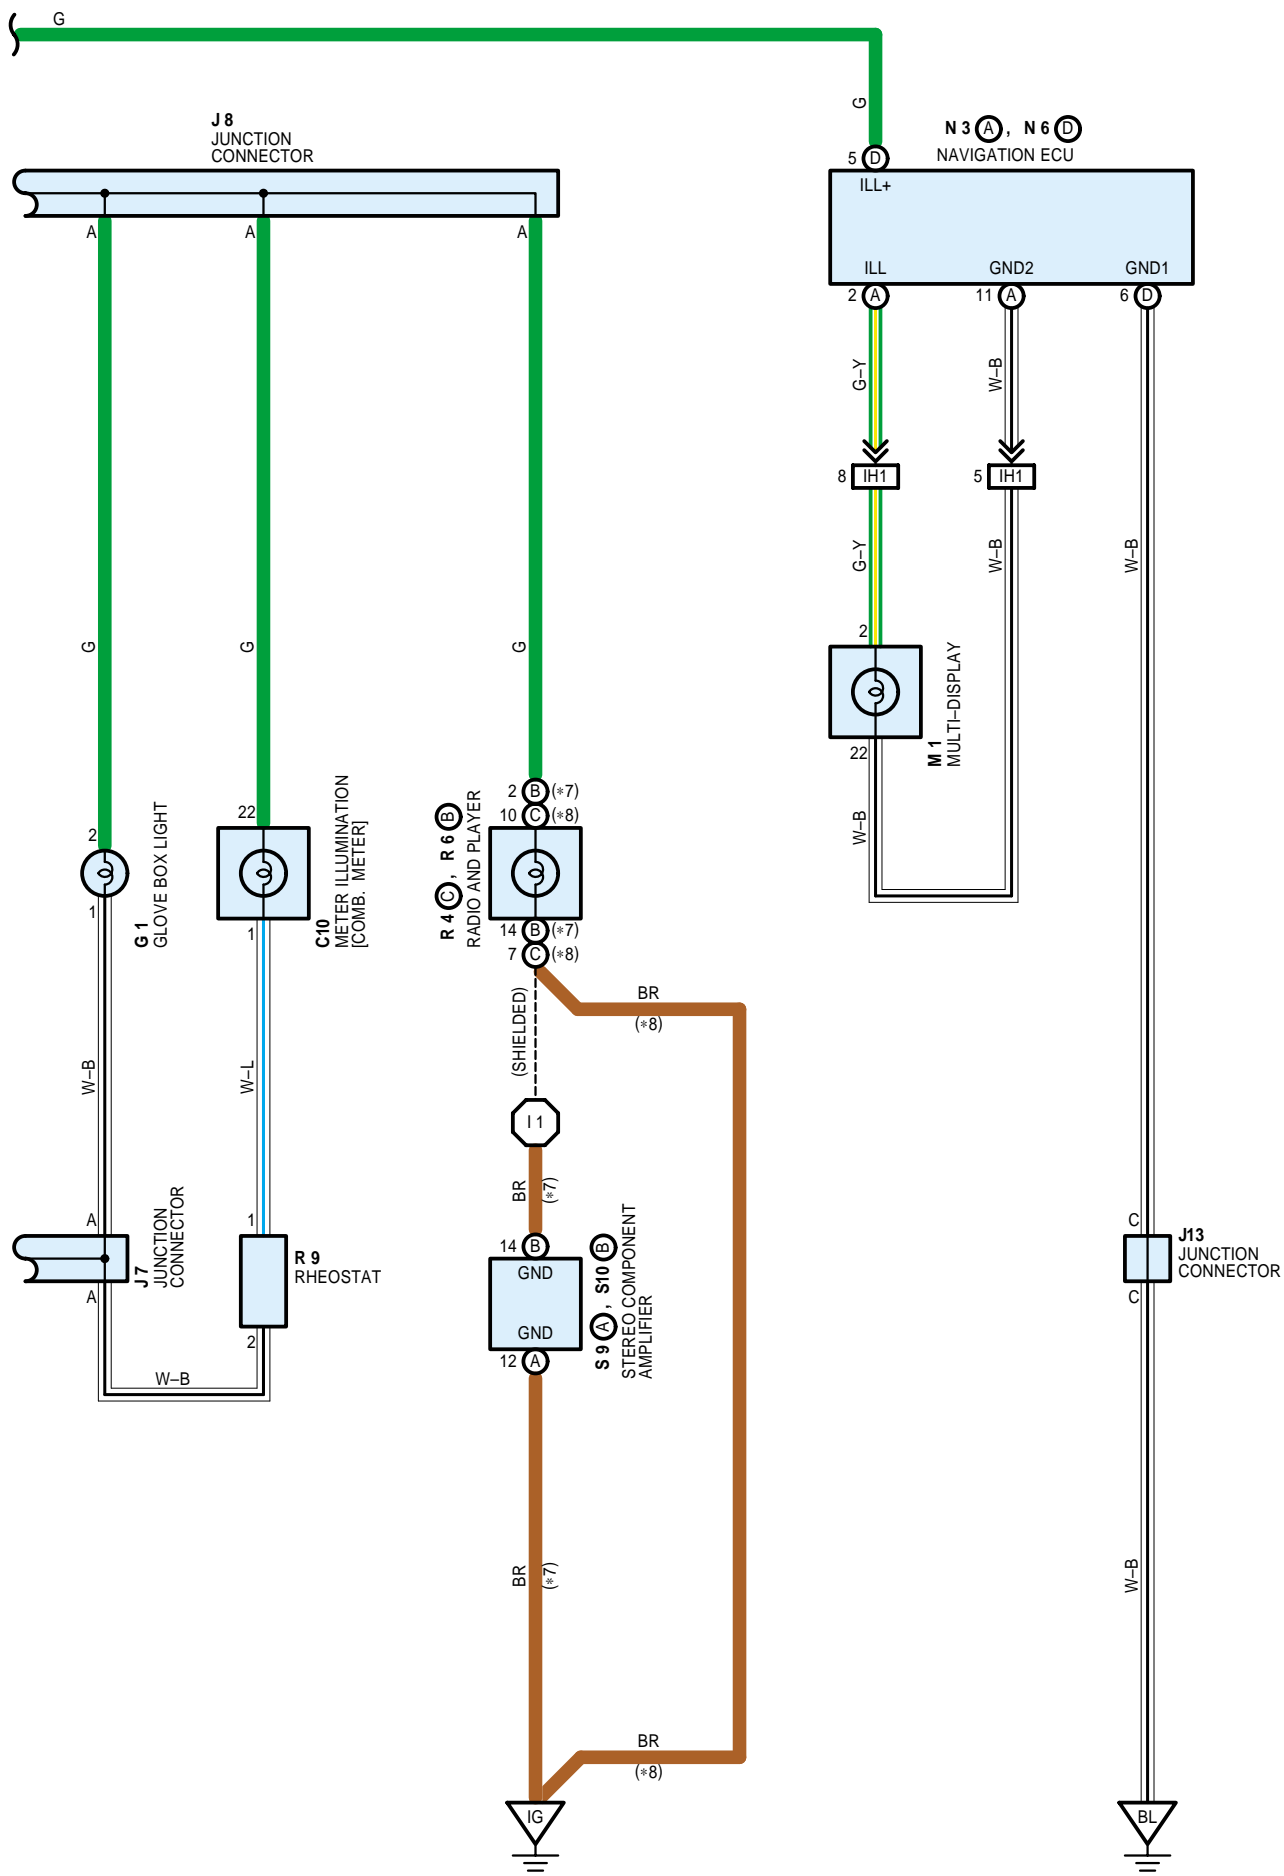 G
G
J 8
JUNCTION
CONNECTOR
N 3 A , N 6 D
NAVIGATION ECU
5 D
ILL+
A
A
A
ILL
GND2
GND1
2 A
11 A
6 D
G–Y
W–B
8 IH1
5 IH1
G–Y
W–B
W–B
G
G
G
2
M 1
MULTI–DISPLAY
22
W–B
2 B (∗7)
10 C (∗8)
22
2
R 4 C , R 6 B
RADIO AND PLAYER
1
G 1
GLOVE BOX LIGHT
1
C10
METER ILLUMINATION
[COMB. METER]
14 B (∗7)
7 C (∗8)
BR
(∗8)
(SHIELDED)
W–B
W–L
I 1
BR
(∗7)
A
1
J 7
JUNCTION
CONNECTOR
A
R 9
RHEOSTAT
2
W–B
14 B
GND
GND
12 A
S 9 A , S10 B
STEREO COMPONENT
AMPLIFIER
C
J13
JUNCTION
CONNECTOR
C
BR
(∗7)
W–B
BR
(∗8)
IG
BL